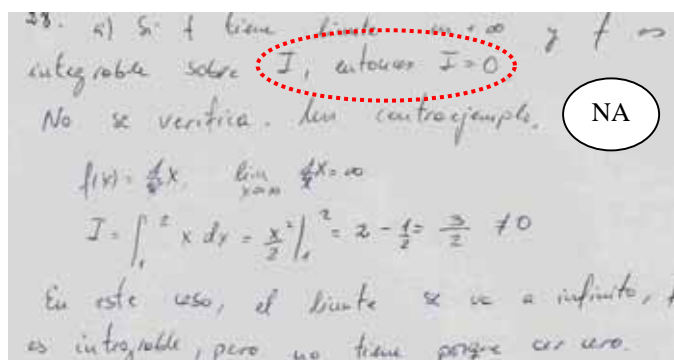 28. a) Si f tiene límite en +∞ y f es
integrable sobre I, entonces I=0
No se verifica. Un contraejemplo.
NA
f(x) = x, lim x = ∞
I = ∫₁² x dx = x²/2 |₁² = 2 - 1/2 = 3/2 ≠ 0
En este caso, el límite se va a infinito, f
es integrable, pero no tiene porque ser cero.